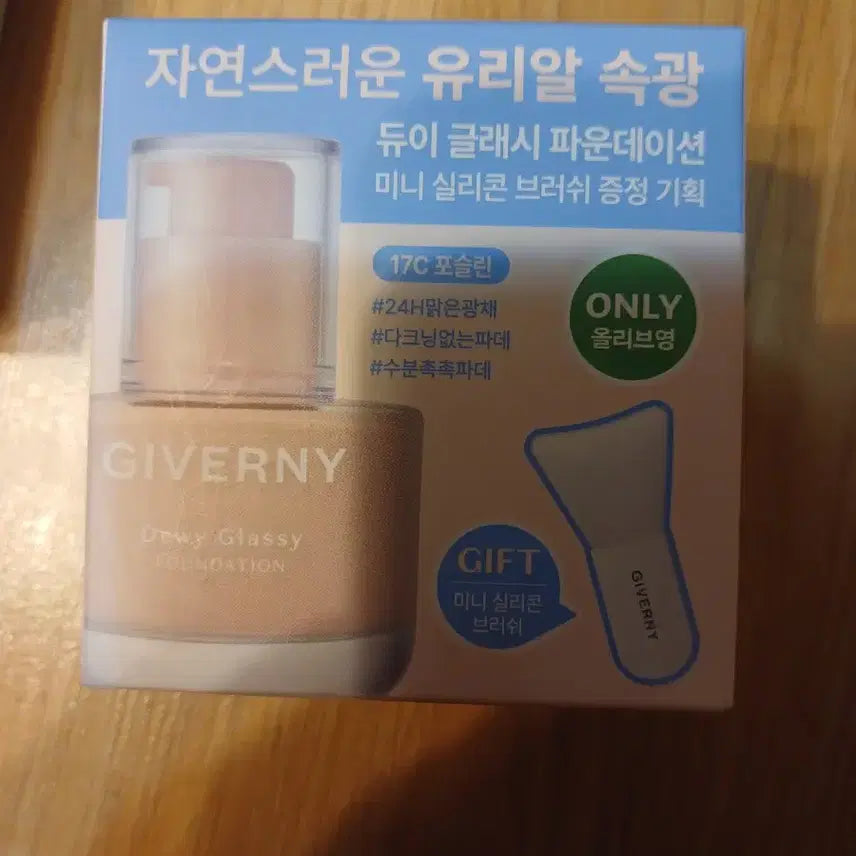 자연스러운 유리알 속광
듀이 글래시 파운데이션
미니 실리콘 브러쉬 증정 기획
17C 포슬린
#24H맑은광채
#다크닝없는파데
#수분촉촉파데
ONLY
올리브영
GIVERNY
Dewy Glassy
FOUNDATION
GIFT
미니 실리콘
브러쉬
GIVERNY